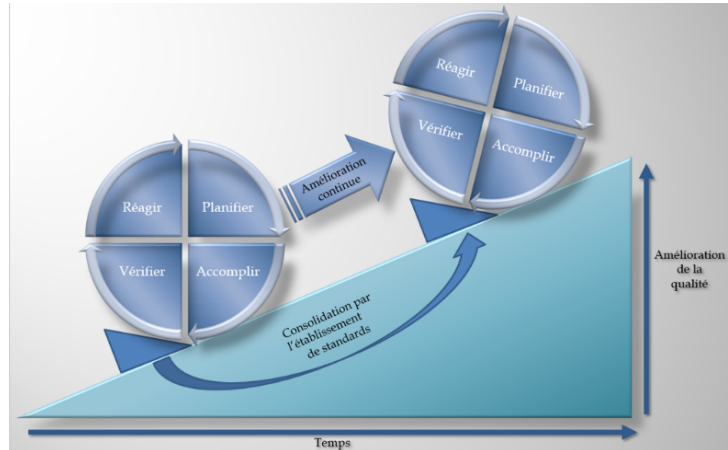 Réagir
Planifier
Vérifier
Accomplir
Amélioration
continue
Réagir
Planifier
Vérifier
Accomplir
Consolidation par
l'établissement
de standards
Amélioration
de la
qualité
Temps